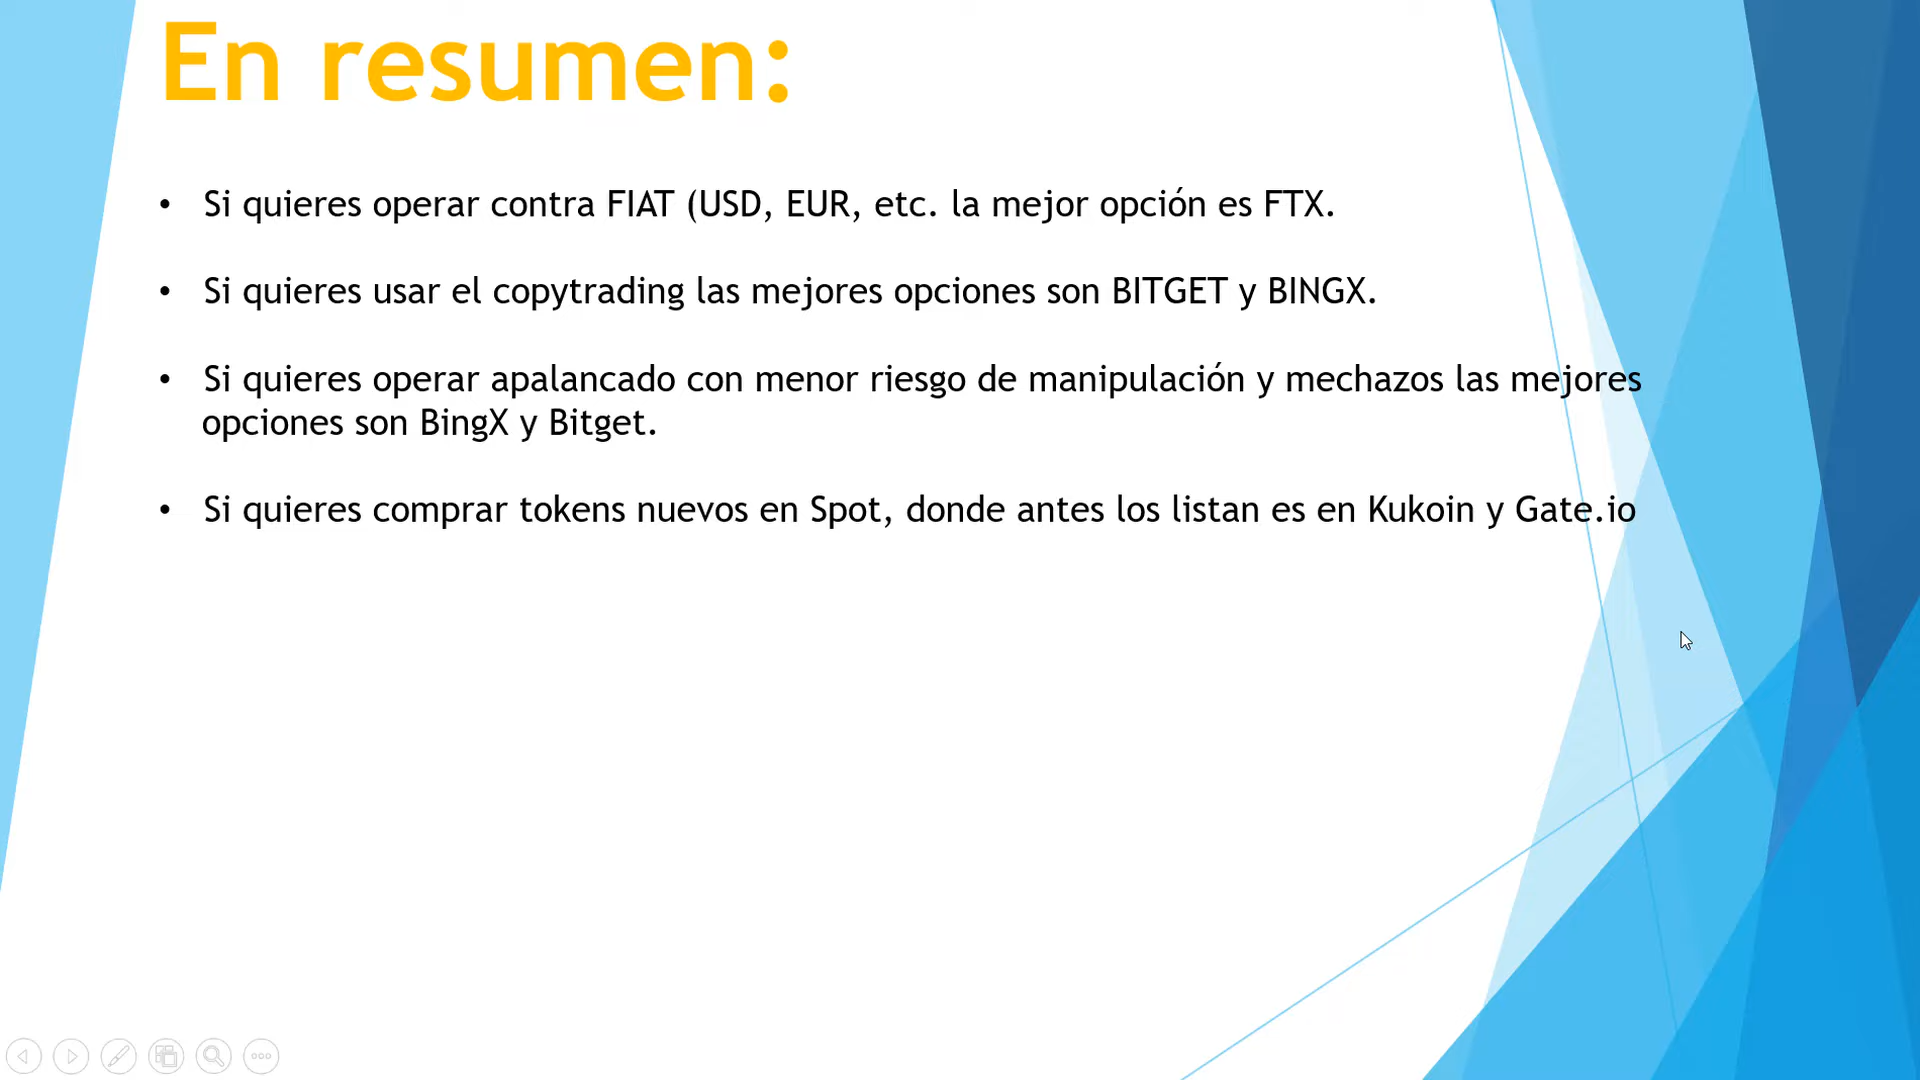 En resumen:
• Si quieres operar contra FIAT (USD, EUR, etc. la mejor opción es FTX.
• Si quieres usar el copytrading las mejores opciones son BITGET y BINGX.
• Si quieres operar apalancado con menor riesgo de manipulación y mechazos las mejores
opciones son BingX y Bitget.
• Si quieres comprar tokens nuevos en Spot, donde antes los listan es en Kukoin y Gate.io